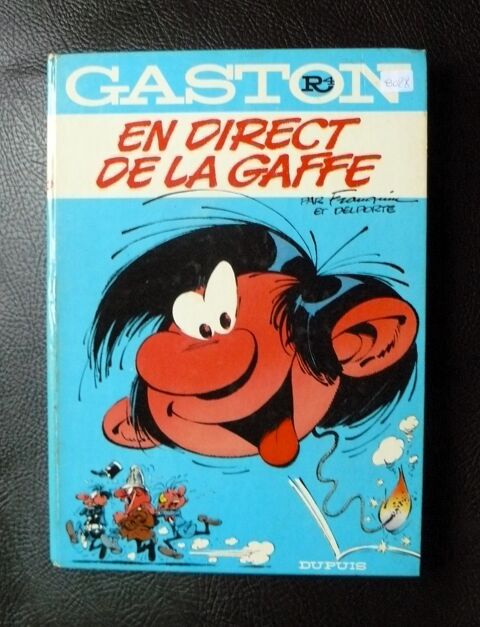 GASTON
R4
EN DIRECT
DE LA GAFFE
PAR Franquin
ET DELPORTE
DUPUIS